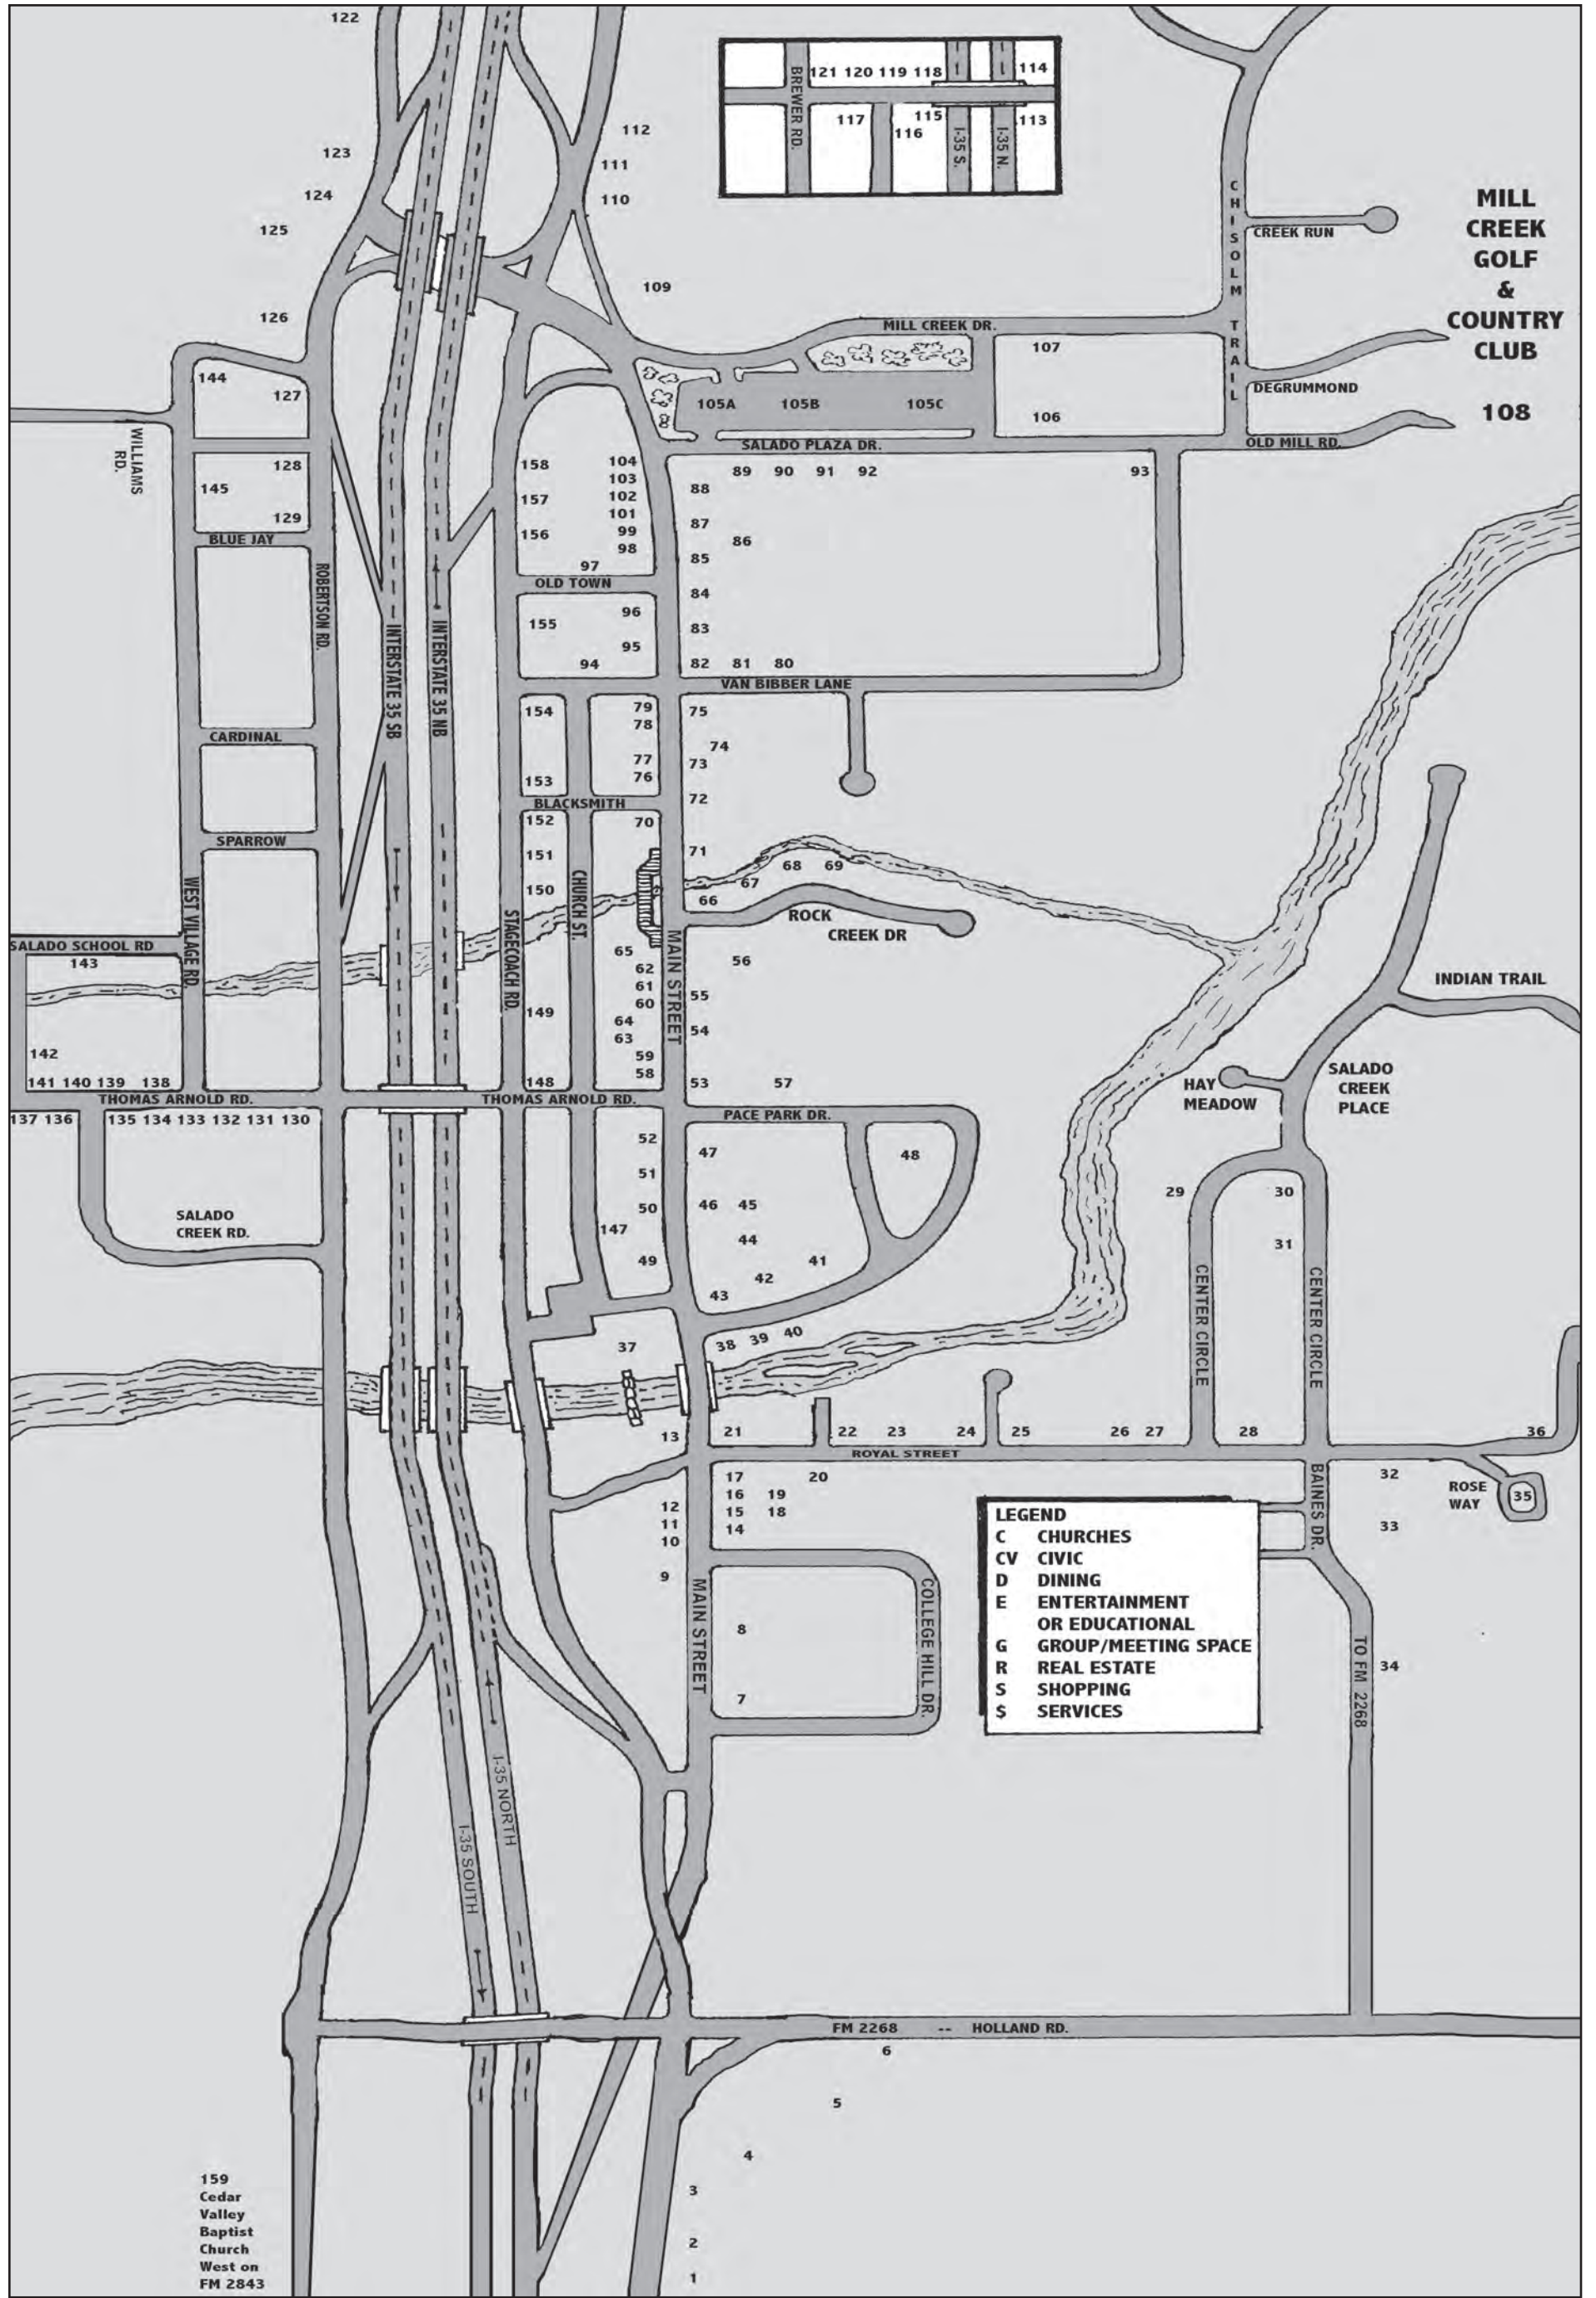 122
BREWER RD.
121 120 119 118
114
117
115
116
113
I-35 S.
I-35 N.
123
124
125
126
112
111
110
109
CHISOLM TRAIL
CREEK RUN
MILL
CREEK
GOLF
&
COUNTRY
CLUB
108
MILL CREEK DR.
107
106
DEGRUMMOND
OLD MILL RD.
105A
105B
105C
SALADO PLAZA DR.
144
127
WILLIAMS
RD.
128
145
129
BLUE JAY
ROBERTSON RD.
INTERSTATE 35 SB
INTERSTATE 35 NB
CARDINAL
SPARROW
WEST VILLAGE RD.
158
157
156
104
103
102
101
99
98
97
OLD TOWN
155
96
95
94
89 90 91 92
93
88
87
86
85
84
83
82 81 80
VAN BIBBER LANE
154
153
79
78
77
76
75
74
73
72
BLACKSMITH
152
151
150
70
71
68 69
67
66
ROCK
CREEK DR
CHURCH ST.
STAGECOACH RD.
MAIN STREET
SALADO SCHOOL RD
143
142
141 140 139 138
THOMAS ARNOLD RD.
137 136
135 134 133 132 131 130
SALADO
CREEK RD.
65
62
61
60
64
63
59
58
56
55
54
53
57
149
148
THOMAS ARNOLD RD.
PACE PARK DR.
INDIAN TRAIL
SALADO
CREEK
PLACE
HAY
MEADOW
52
51
50
49
147
47
46 45
44
43
42
41
48
29
30
31
CENTER CIRCLE
CENTER CIRCLE
37
38 39 40
13
21
22 23 24 25 26 27 28
36
ROYAL STREET
17
16
15
14
19
18
20
12
11
10
9
8
7
MAIN STREET
COLLEGE HILL DR.
BAINES DR.
32
33
34
ROSE
WAY
35
TO FM 2268
LEGEND
C CHURCHES
CV CIVIC
D DINING
E ENTERTAINMENT
OR EDUCATIONAL
G GROUP/MEETING SPACE
R REAL ESTATE
S SHOPPING
$ SERVICES
I-35 NORTH
I-35 SOUTH
FM 2268 -- HOLLAND RD.
6
5
4
3
2
1
159
Cedar
Valley
Baptist
Church
West on
FM 2843